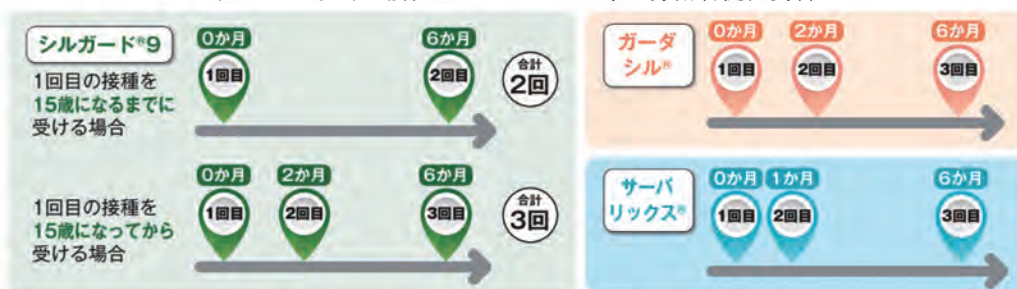 シルガード®9
1回目の接種を
15歳になるまでに
受ける場合
0か月
1回目
6か月
2回目
合計
2回
1回目の接種を
15歳になってから
受ける場合
0か月
1回目
2か月
2回目
6か月
3回目
合計
3回
ガーダ
シル®
0か月
1回目
2か月
2回目
6か月
3回目
サーバ
リックス®
0か月
1回目
1か月
2回目
6か月
3回目